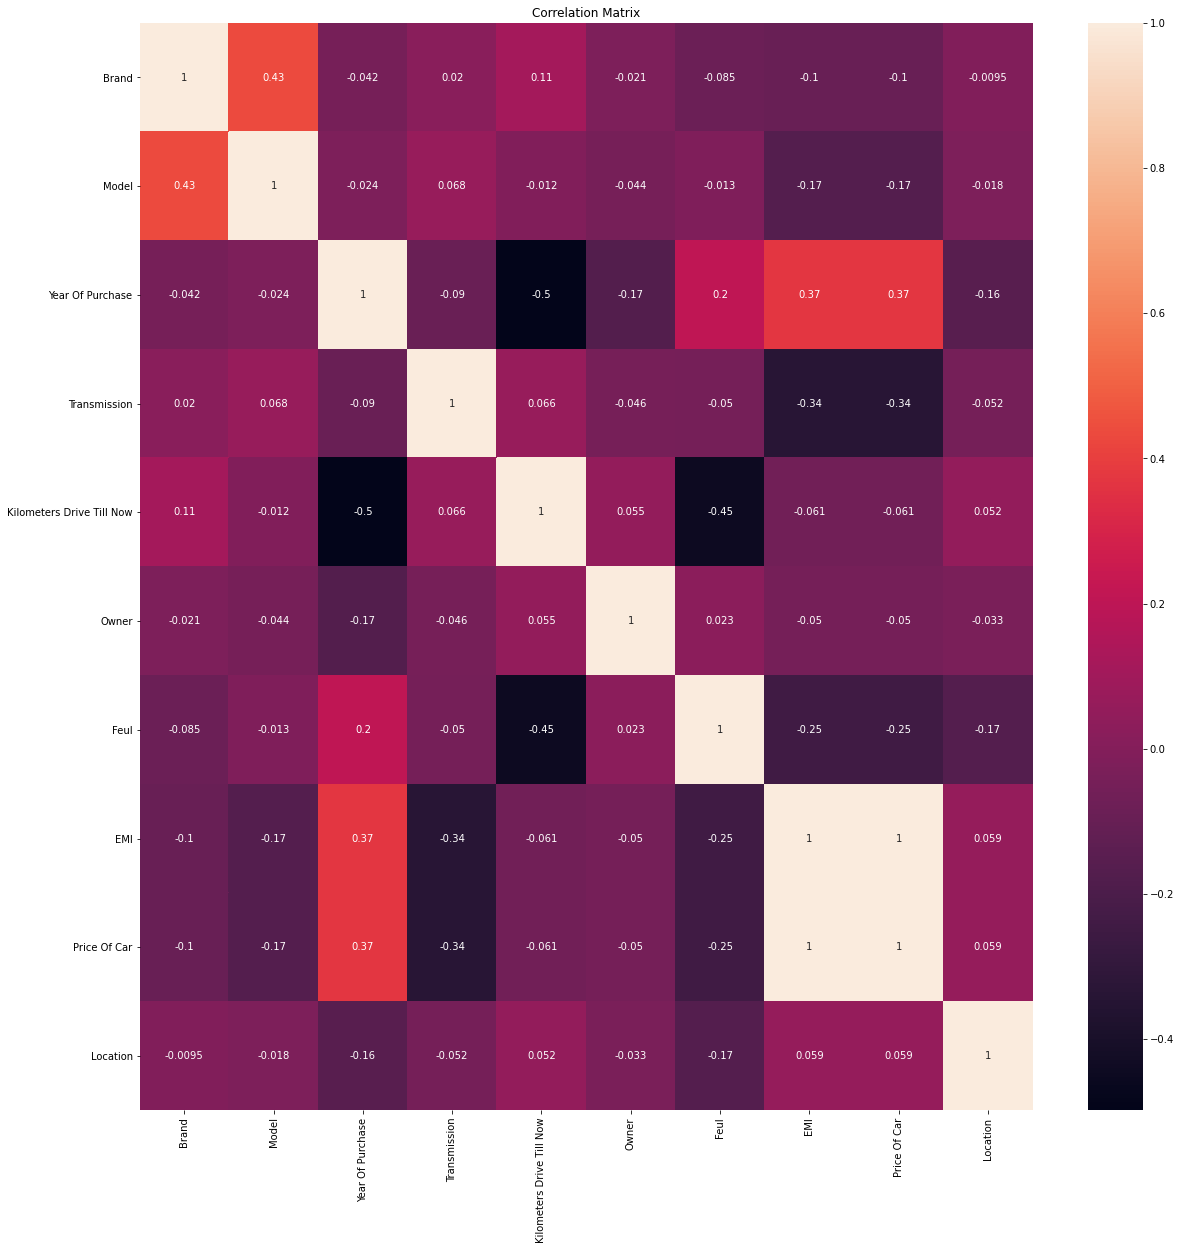 Correlation Matrix
Brand 1 0.43 -0.042 0.02 0.11 -0.021 -0.085 -0.1 -0.1 -0.0095
Model 0.43 1 -0.024 0.068 -0.012 -0.044 -0.013 -0.17 -0.17 -0.018
Year Of Purchase -0.042 -0.024 1 -0.09 -0.5 -0.17 0.2 0.37 0.37 -0.16
Transmission 0.02 0.068 -0.09 1 0.066 -0.046 -0.05 -0.34 -0.34 -0.052
Kilometers Drive Till Now 0.11 -0.012 -0.5 0.066 1 0.055 -0.45 -0.061 -0.061 0.052
Owner -0.021 -0.044 -0.17 -0.046 0.055 1 0.023 -0.05 -0.05 -0.033
Feul -0.085 -0.013 0.2 -0.05 -0.45 0.023 1 -0.25 -0.25 -0.17
EMI -0.1 -0.17 0.37 -0.34 -0.061 -0.05 -0.25 1 1 0.059
Price Of Car -0.1 -0.17 0.37 -0.34 -0.061 -0.05 -0.25 1 1 0.059
Location -0.0095 -0.018 -0.16 -0.052 0.052 -0.033 -0.17 0.059 0.059 1
Brand
Model
Year Of Purchase
Transmission
Kilometers Drive Till Now
Owner
Feul
EMI
Price Of Car
Location
1.0
0.8
0.6
0.4
0.2
0.0
−0.2
−0.4